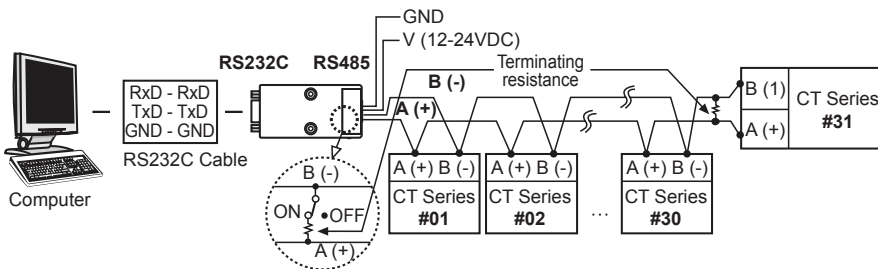 GND
V (12-24VDC)
RS232C RS485
Terminating
resistance
B (-)
A (+)
RxD - RxD
TxD - TxD
GND - GND
RS232C Cable
Computer
B (1)
A (+)
CT Series
#31
B (-)
ON
OFF
A (+)
A (+) B (-)
CT Series
#01
A (+) B (-)
CT Series
#02
...
A (+) B (-)
CT Series
#30